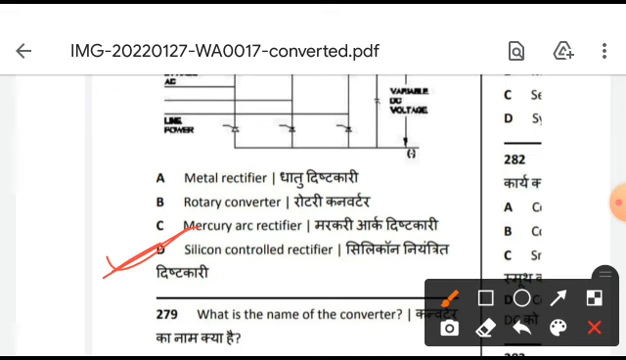 IMG-20220127-WA0017-converted.pdf
AC
LINE
POWER
VARIABLE
DC
VOLTAGE
(-)
A Metal rectifier | धातु दिष्टकारी
B Rotary converter | रोटरी कनवर्टर
C Mercury arc rectifier | मरकरी आर्क दिष्टकारी
D Silicon controlled rectifier | सिलिकॉन नियंत्रित
दिष्टकारी
279 What is the name of the converter? | कन्वर्टर
का नाम क्या है?
C Se
D
282
कार्य क
A
B
C